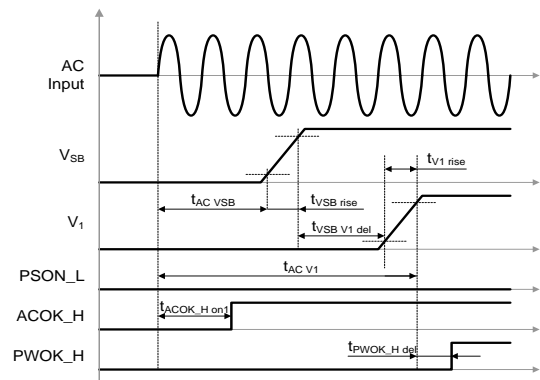 AC
Input
VSB
tV1 rise
tAC VSB
tVSB rise
V1
tVSB V1 del
tAC V1
PSON_L
tACOK_H on1
ACOK_H
tPWOK_H del
PWOK_H